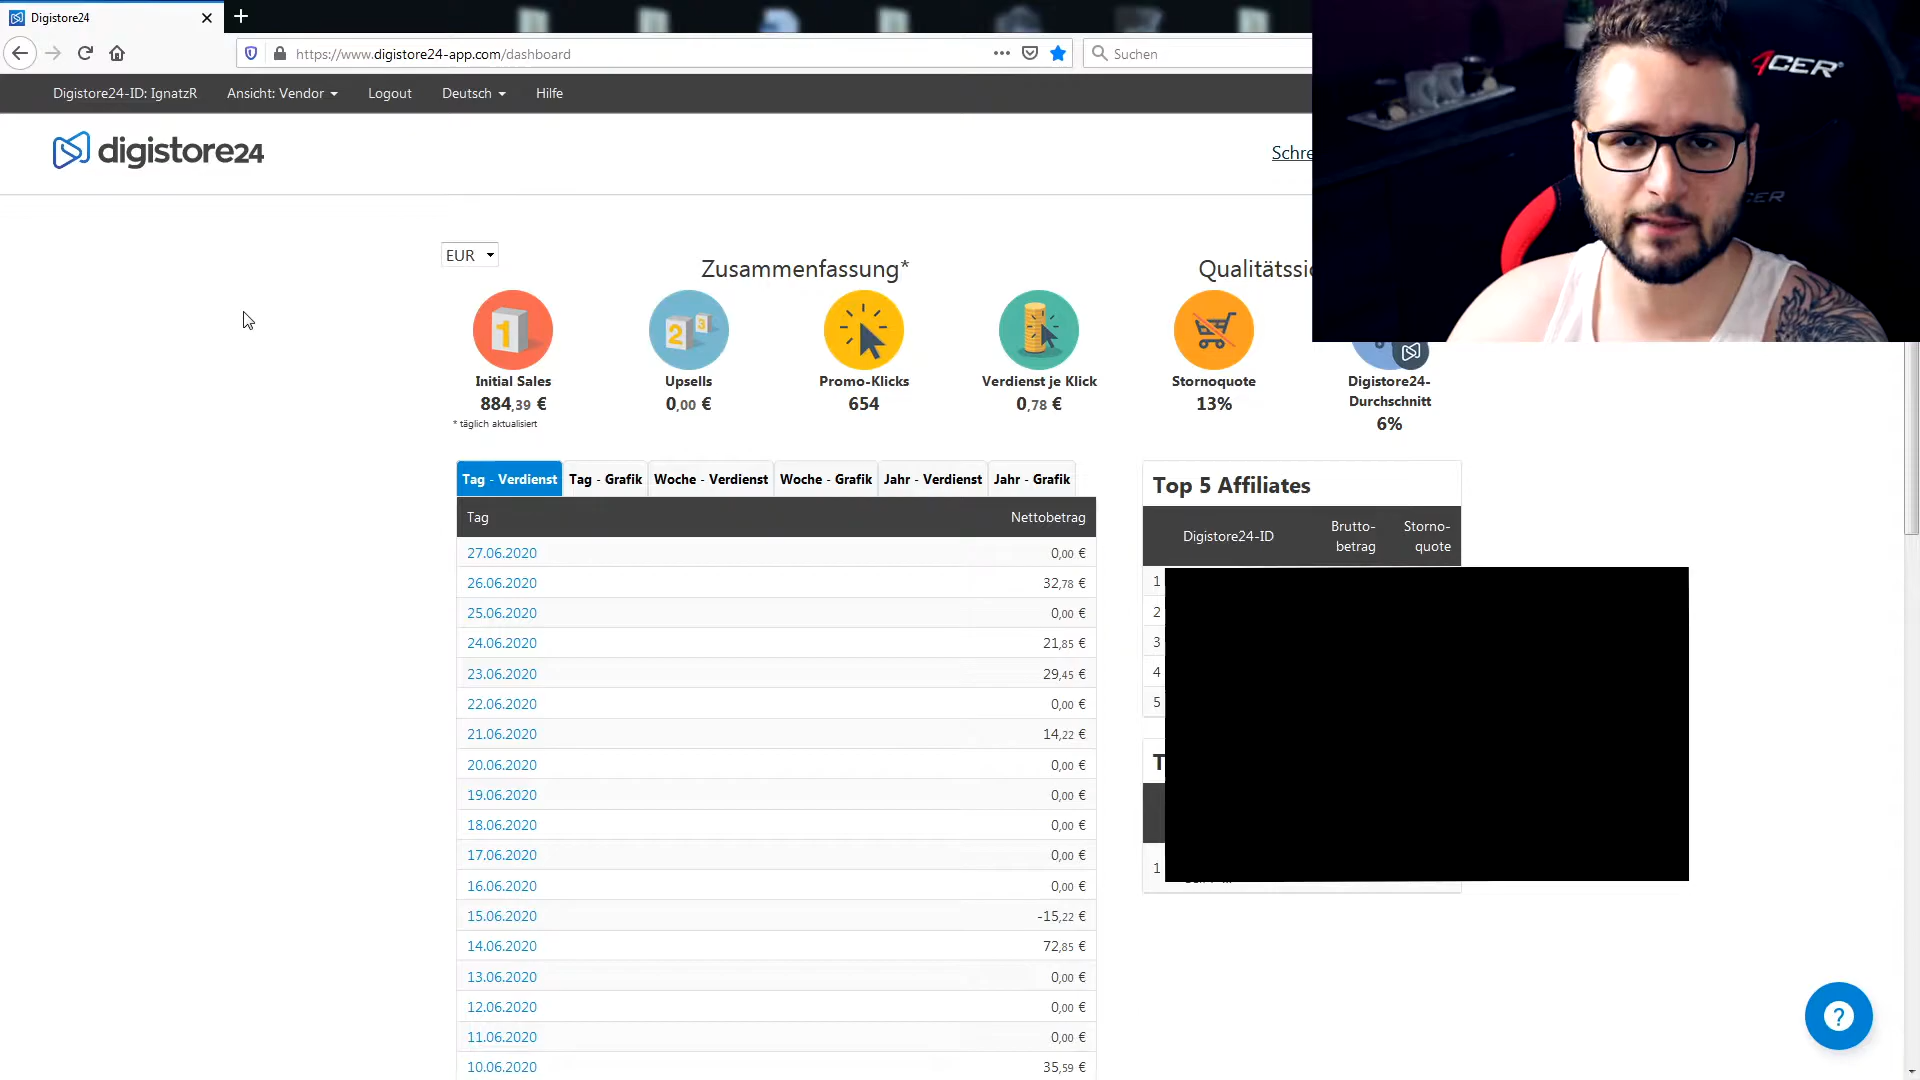 Digistore24
https://www.digistore24-app.com/dashboard
Suchen
Digistore24-ID: IgnatzR
Ansicht: Vendor
Logout
Deutsch
Hilfe
digistore24
Schre
ACER
EUR
Zusammenfassung*
Qualitätssi
1
2
3
Initial Sales
884,39 €
* täglich aktualisiert
Upsells
0,00 €
Promo-Klicks
654
Verdienst je Klick
0,78 €
Stornoquote
13%
Digistore24-
Durchschnitt
6%
Tag - Verdienst
Tag - Grafik
Woche - Verdienst
Woche - Grafik
Jahr - Verdienst
Jahr - Grafik
Tag Nettobetrag
27.06.2020 0,00 €
26.06.2020 32,78 €
25.06.2020 0,00 €
24.06.2020 21,85 €
23.06.2020 29,45 €
22.06.2020 0,00 €
21.06.2020 14,22 €
20.06.2020 0,00 €
19.06.2020 0,00 €
18.06.2020 0,00 €
17.06.2020 0,00 €
16.06.2020 0,00 €
15.06.2020 -15,22 €
14.06.2020 72,85 €
13.06.2020 0,00 €
12.06.2020 0,00 €
11.06.2020 0,00 €
10.06.2020 35,59 €
Top 5 Affiliates
Digistore24-ID
Brutto-
betrag
Storno-
quote
1
2
3
4
5
T
1
?